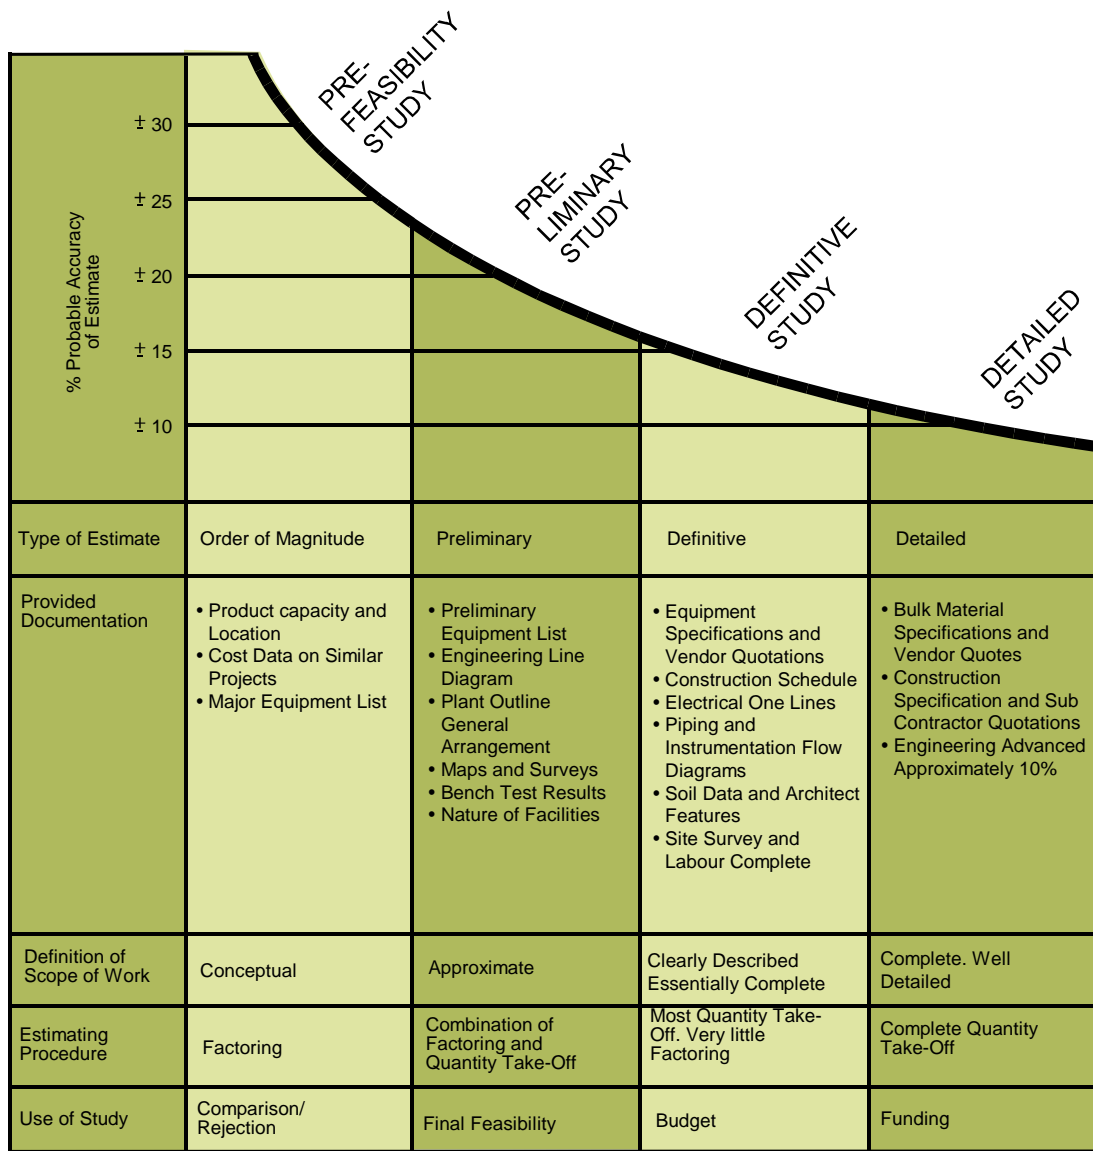 PRE-
FEASIBILITY
STUDY
PRE-
LIMINARY
STUDY
DEFINITIVE
STUDY
DETAILED
STUDY
% Probable Accuracy
of Estimate
± 30
± 25
± 20
± 15
± 10
Type of Estimate
Order of Magnitude
Preliminary
Definitive
Detailed
Provided
Documentation
• Product capacity and
Location
• Cost Data on Similar
Projects
• Major Equipment List
• Preliminary
Equipment List
• Engineering Line
Diagram
• Plant Outline
General
Arrangement
• Maps and Surveys
• Bench Test Results
• Nature of Facilities
• Equipment
Specifications and
Vendor Quotations
• Construction Schedule
• Electrical One Lines
• Piping and
Instrumentation Flow
Diagrams
• Soil Data and Architect
Features
• Site Survey and
Labour Complete
• Bulk Material
Specifications and
Vendor Quotes
• Construction
Specification and Sub
Contractor Quotations
• Engineering Advanced
Approximately 10%
Definition of
Scope of Work
Conceptual
Approximate
Clearly Described
Essentially Complete
Complete. Well
Detailed
Estimating
Procedure
Factoring
Combination of
Factoring and
Quantity Take-Off
Most Quantity Take-
Off. Very little
Factoring
Complete Quantity
Take-Off
Use of Study
Comparison/
Rejection
Final Feasibility
Budget
Funding